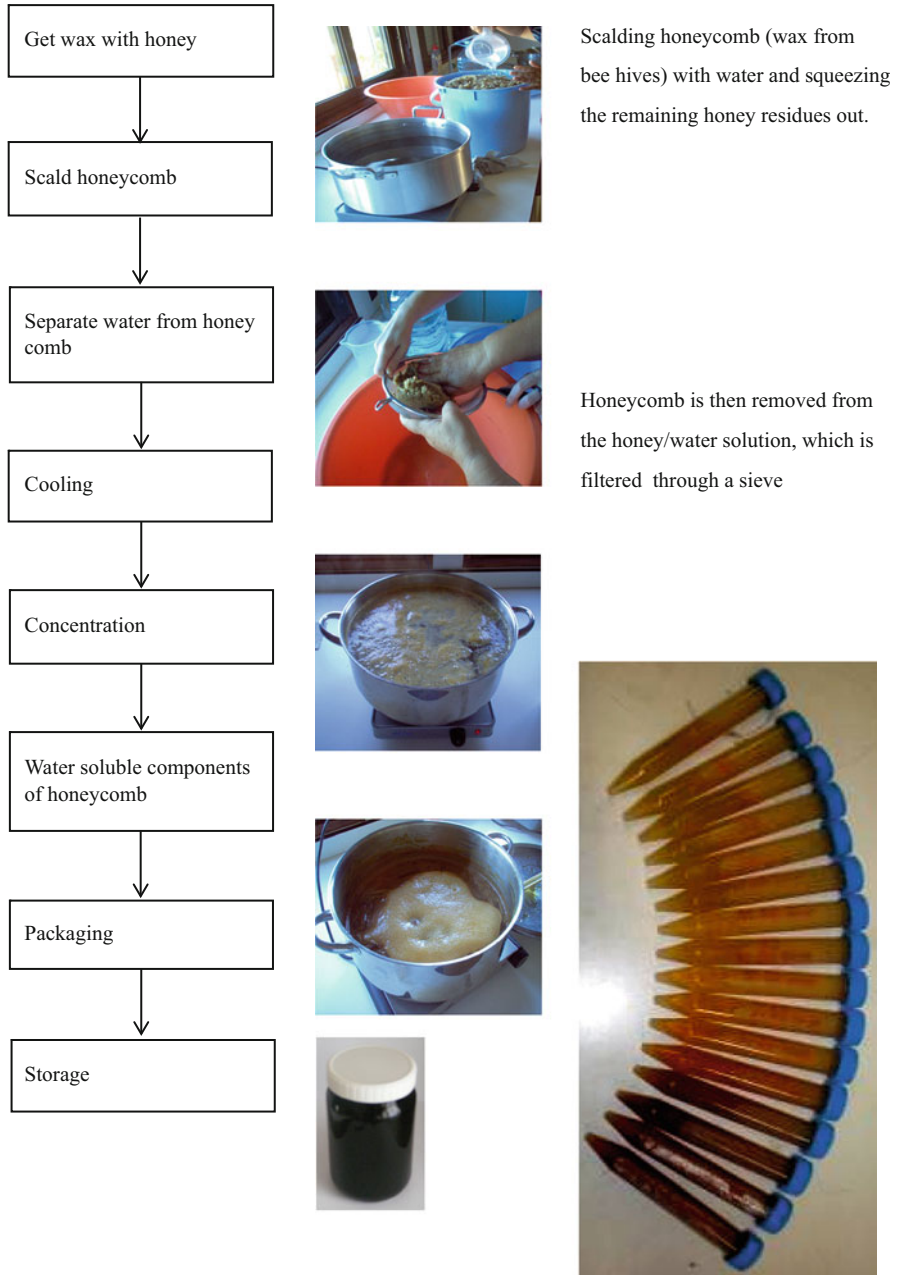 Get wax with honey
Scald honeycomb
Separate water from honey
comb
Cooling
Concentration
Water soluble components
of honeycomb
Packaging
Storage
Scalding honeycomb (wax from
bee hives) with water and squeezing
the remaining honey residues out.
Honeycomb is then removed from
the honey/water solution, which is
filtered through a sieve